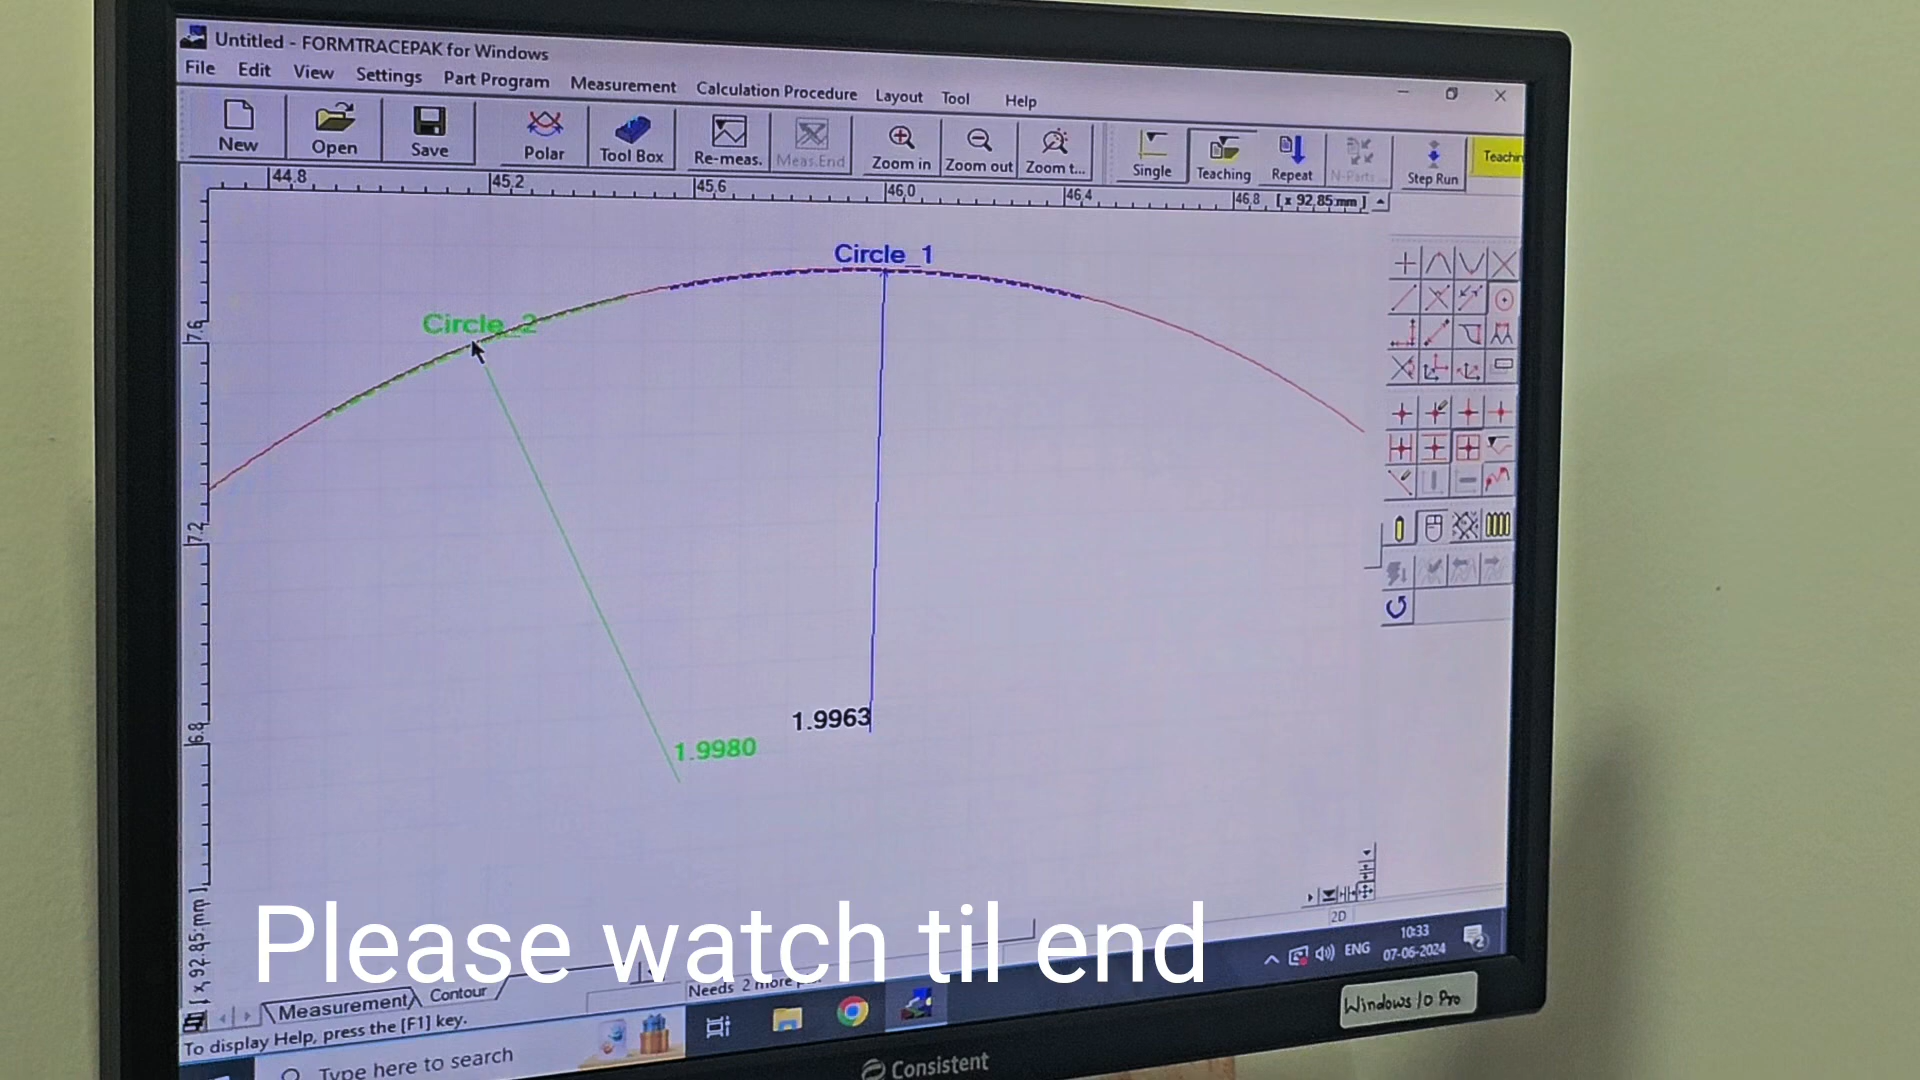 Untitled - FORMTRACEPAK for Windows
File Edit View Settings Part Program Measurement Calculation Procedure Layout Tool Help
New Open Save Polar Tool Box Re-meas. Meas.End Zoom in Zoom out Zoom t... Single Teaching Repeat N-Parts... Step Run Teachin
44.8 45.2 45.6 46.0 46.4 46.8 [ x 92.85 mm ]
Circle_1
Circle_2
7.6
7.2
6.8
1.9963
1.9980
[ x 92.85 mm ]
2D
Please watch til end
Needs 2 more
Measurement Contour
To display Help, press the [F1] key.
Type here to search
ENG
10:33
07-06-2024
2
Windows 10 Pro
Consistent